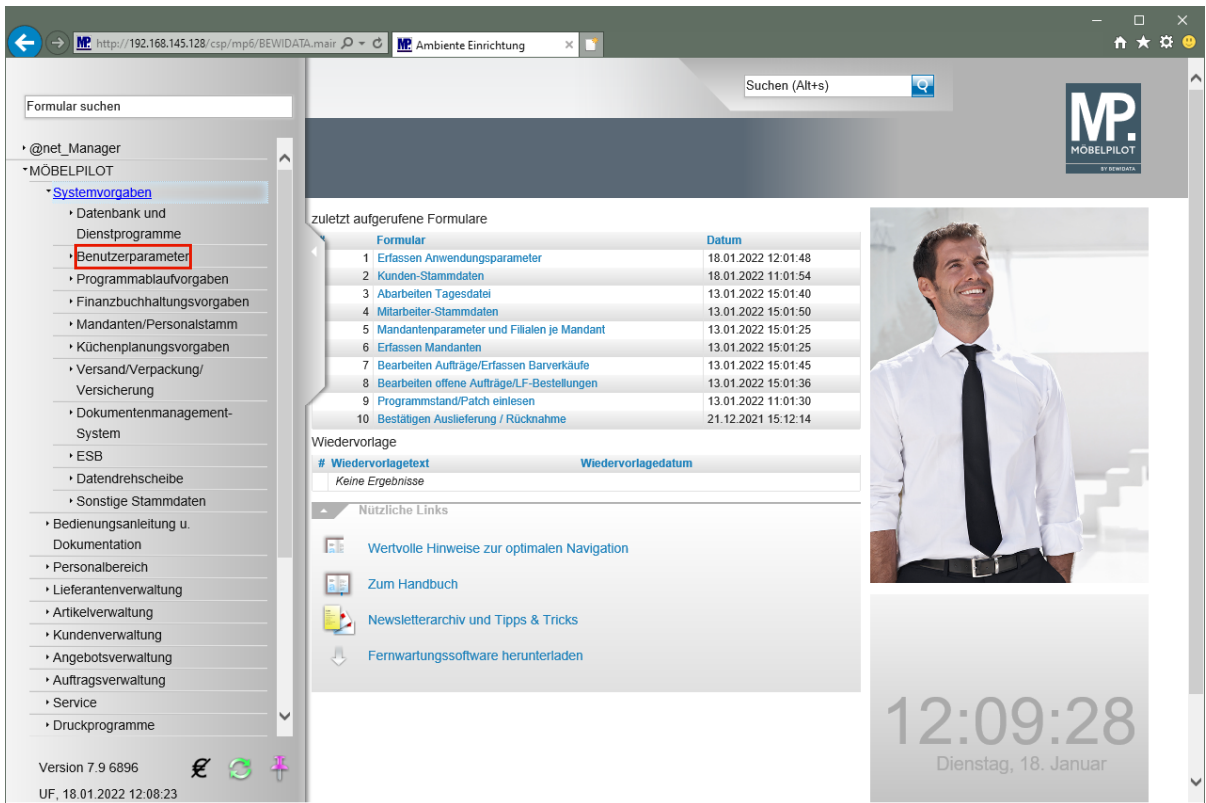 http://192.168.145.128/csp/mp6/BEWIDATA.mair
Ambiente Einrichtung
Formular suchen
Suchen (Alt+s)
MP.
MÖBELPILOT
BY BEWIDATA
@net_Manager
MÖBELPILOT
Systemvorgaben
Datenbank und
Dienstprogramme
Benutzerparameter
Programmablaufvorgaben
Finanzbuchhaltungsvorgaben
Mandanten/Personalstamm
Küchenplanungsvorgaben
Versand/Verpackung/
Versicherung
Dokumentenmanagement-
System
ESB
Datendrehscheibe
Sonstige Stammdaten
Bedienungsanleitung u.
Dokumentation
Personalbereich
Lieferantenverwaltung
Artikelverwaltung
Kundenverwaltung
Angebotsverwaltung
Auftragsverwaltung
Service
Druckprogramme
Version 7.9 6896
UF, 18.01.2022 12:08:23
zuletzt aufgerufene Formulare
Formular Datum
1 Erfassen Anwendungsparameter 18.01.2022 12:01:48
2 Kunden-Stammdaten 18.01.2022 11:01:54
3 Abarbeiten Tagesdatei 13.01.2022 15:01:40
4 Mitarbeiter-Stammdaten 13.01.2022 15:01:50
5 Mandantenparameter und Filialen je Mandant 13.01.2022 15:01:25
6 Erfassen Mandanten 13.01.2022 15:01:25
7 Bearbeiten Aufträge/Erfassen Barverkäufe 13.01.2022 15:01:45
8 Bearbeiten offene Aufträge/LF-Bestellungen 13.01.2022 15:01:36
9 Programmstand/Patch einlesen 13.01.2022 11:01:30
10 Bestätigen Auslieferung / Rücknahme 21.12.2021 15:12:14
Wiedervorlage
# Wiedervorlagetext Wiedervorlagedatum
Keine Ergebnisse
Nützliche Links
Wertvolle Hinweise zur optimalen Navigation
Zum Handbuch
Newsletterarchiv und Tipps & Tricks
Fernwartungssoftware herunterladen
12:09:28
Dienstag, 18. Januar